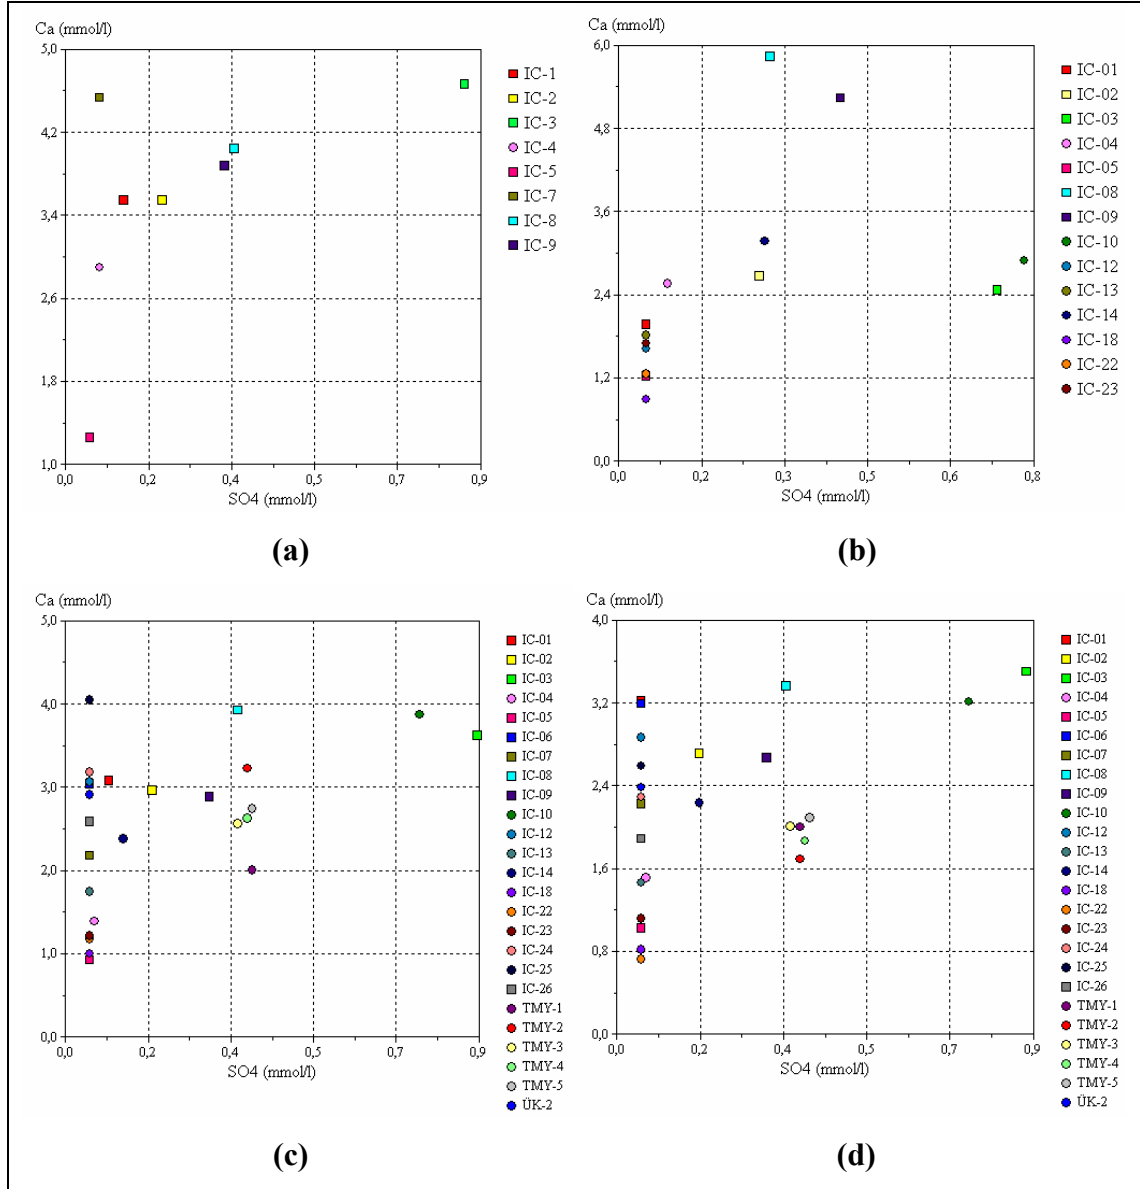 Ca (mmol/l)
5,0
4,2
3,4
2,6
1,8
1,0
0,0
0,2
0,4
0,5
0,7
0,9
SO4 (mmol/l)
IC-1
IC-2
IC-3
IC-4
IC-5
IC-7
IC-8
IC-9
(a)
Ca (mmol/l)
6,0
4,8
3,6
2,4
1,2
0,0
0,0
0,2
0,3
0,5
0,6
0,8
SO4 (mmol/l)
IC-01
IC-02
IC-03
IC-04
IC-05
IC-08
IC-09
IC-10
IC-12
IC-13
IC-14
IC-18
IC-22
IC-23
(b)
Ca (mmol/l)
5,0
4,0
3,0
2,0
1,0
0,0
0,0
0,2
0,4
0,5
0,7
0,9
SO4 (mmol/l)
IC-01
IC-02
IC-03
IC-04
IC-05
IC-06
IC-07
IC-08
IC-09
IC-10
IC-12
IC-13
IC-14
IC-18
IC-22
IC-23
IC-24
IC-25
IC-26
TMY-1
TMY-2
TMY-3
TMY-4
TMY-5
ÜK-2
(c)
Ca (mmol/l)
4,0
3,2
2,4
1,6
0,8
0,0
0,0
0,2
0,4
0,5
0,7
0,9
SO4 (mmol/l)
IC-01
IC-02
IC-03
IC-04
IC-05
IC-06
IC-07
IC-08
IC-09
IC-10
IC-12
IC-13
IC-14
IC-18
IC-22
IC-23
IC-24
IC-25
IC-26
TMY-1
TMY-2
TMY-3
TMY-4
TMY-5
ÜK-2
(d)